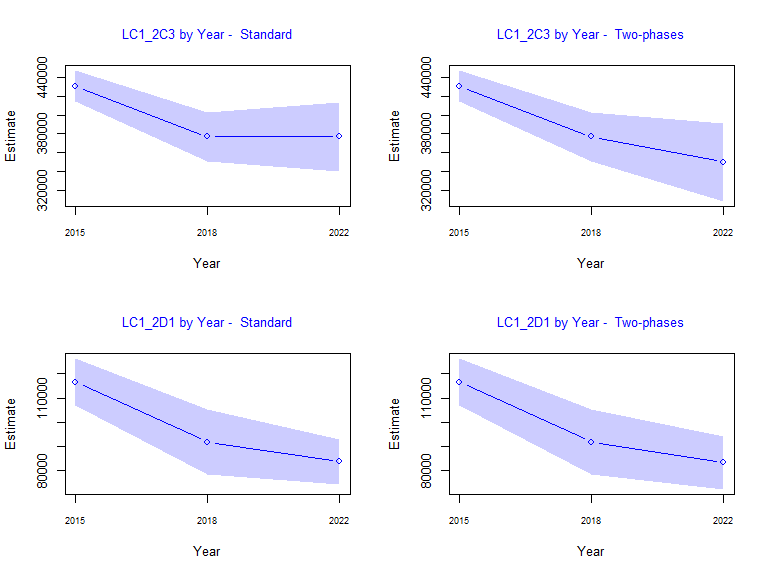 LC1_2C3 by Year -  Standard
Estimate
440000
380000
320000
2015
2018
2022
Year
LC1_2C3 by Year -  Two-phases
Estimate
440000
380000
320000
2015
2018
2022
Year
LC1_2D1 by Year -  Standard
Estimate
110000
80000
2015
2018
2022
Year
LC1_2D1 by Year -  Two-phases
Estimate
110000
80000
2015
2018
2022
Year